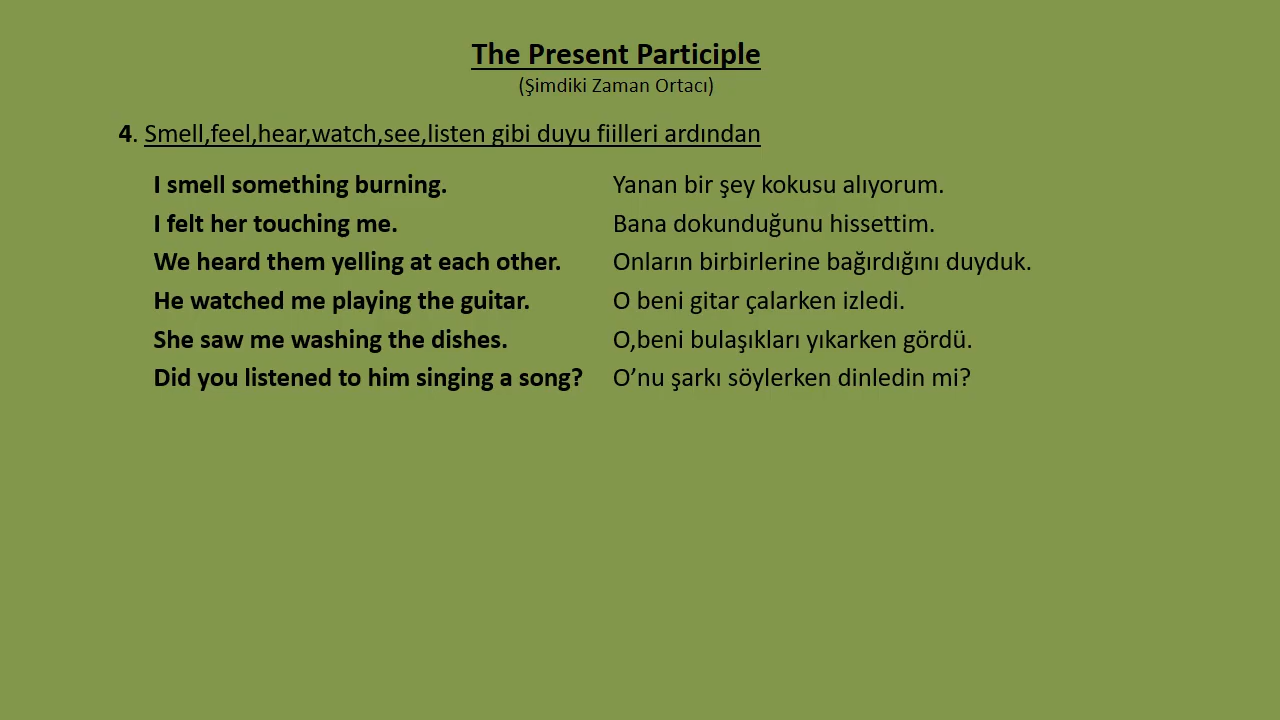 The Present Participle
(Şimdiki Zaman Ortacı)
4. Smell,feel,hear,watch,see,listen gibi duyu fiilleri ardından
I smell something burning. Yanan bir şey kokusu alıyorum.
I felt her touching me. Bana dokunduğunu hissettim.
We heard them yelling at each other. Onların birbirlerine bağırdığını duyduk.
He watched me playing the guitar. O beni gitar çalarken izledi.
She saw me washing the dishes. O,beni bulaşıkları yıkarken gördü.
Did you listened to him singing a song? O’nu şarkı söylerken dinledin mi?